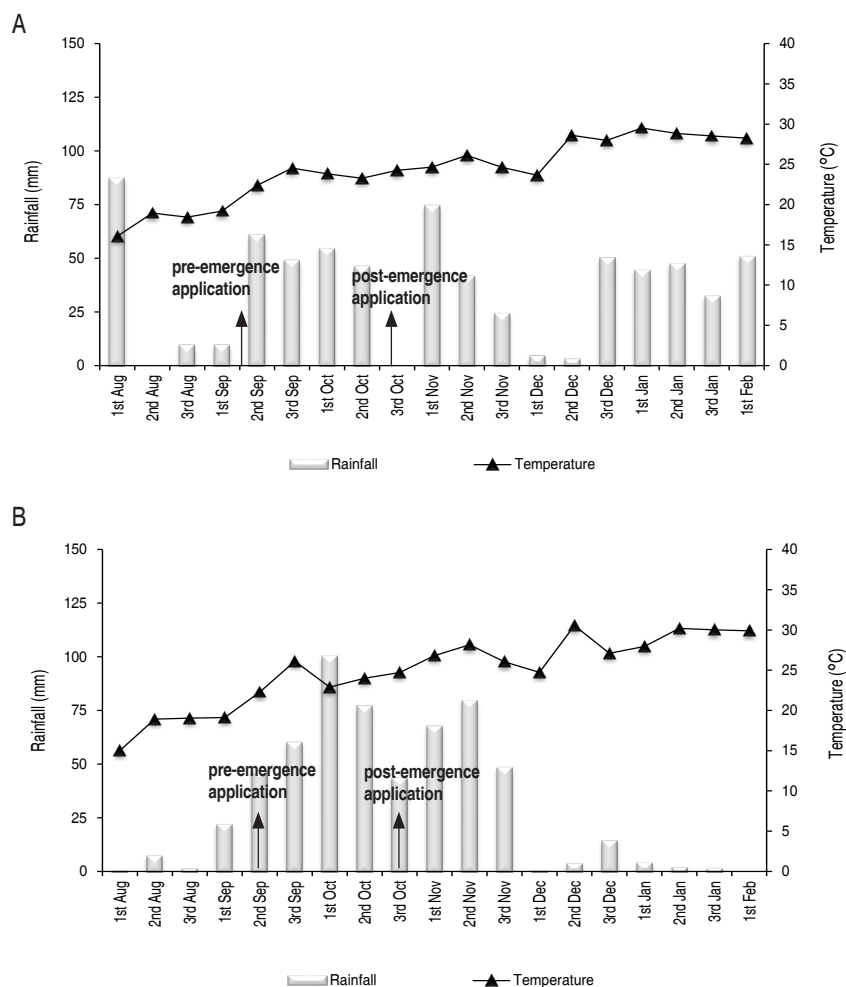 A
150
125
100
75
50
25
0
Rainfall (mm)
40
35
30
25
20
15
10
5
0
Temperature (°C)
pre-emergence
application
post-emergence
application
1st Aug
2nd Aug
3rd Aug
1st Sep
2nd Sep
3rd Sep
1st Oct
2nd Oct
3rd Oct
1st Nov
2nd Nov
3rd Nov
1st Dec
2nd Dec
3rd Dec
1st Jan
2nd Jan
3rd Jan
1st Feb
Rainfall
Temperature
B
150
125
100
75
50
25
0
Rainfall (mm)
40
35
30
25
20
15
10
5
0
Temperature (°C)
pre-emergence
application
post-emergence
application
1st Aug
2nd Aug
3rd Aug
1st Sep
2nd Sep
3rd Sep
1st Oct
2nd Oct
3rd Oct
1st Nov
2nd Nov
3rd Nov
1st Dec
2nd Dec
3rd Dec
1st Jan
2nd Jan
3rd Jan
1st Feb
Rainfall
Temperature